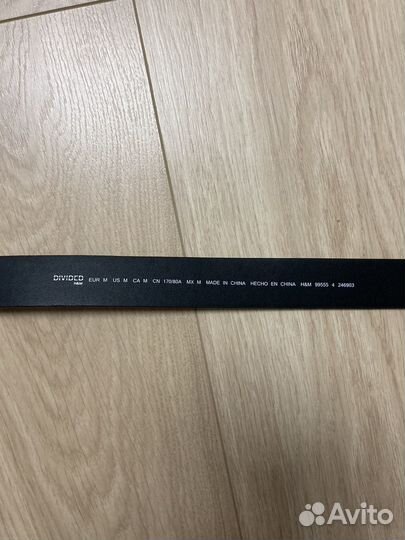 DIVIDED EUR M US M CA M CN 170/80A MX M MADE IN CHINA HECHO EN CHINA H&M 99555 4 246903
H&M
Avito